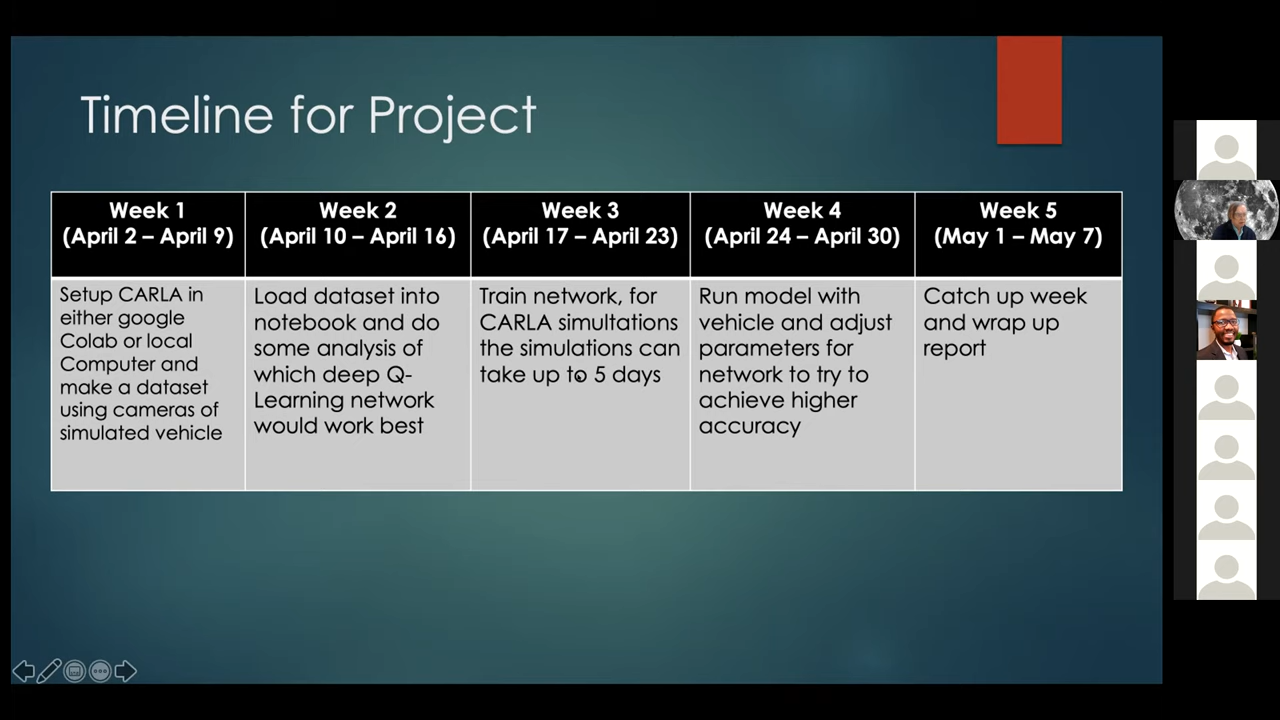 Timeline for Project
Week 1
(April 2 – April 9)
Week 2
(April 10 – April 16)
Week 3
(April 17 – April 23)
Week 4
(April 24 – April 30)
Week 5
(May 1 – May 7)
Setup CARLA in
either google
Colab or local
Computer and
make a dataset
using cameras of
simulated vehicle
Load dataset into
notebook and do
some analysis of
which deep Q-
Learning network
would work best
Train network, for
CARLA simultations
the simulations can
take up to 5 days
Run model with
vehicle and adjust
parameters for
network to try to
achieve higher
accuracy
Catch up week
and wrap up
report